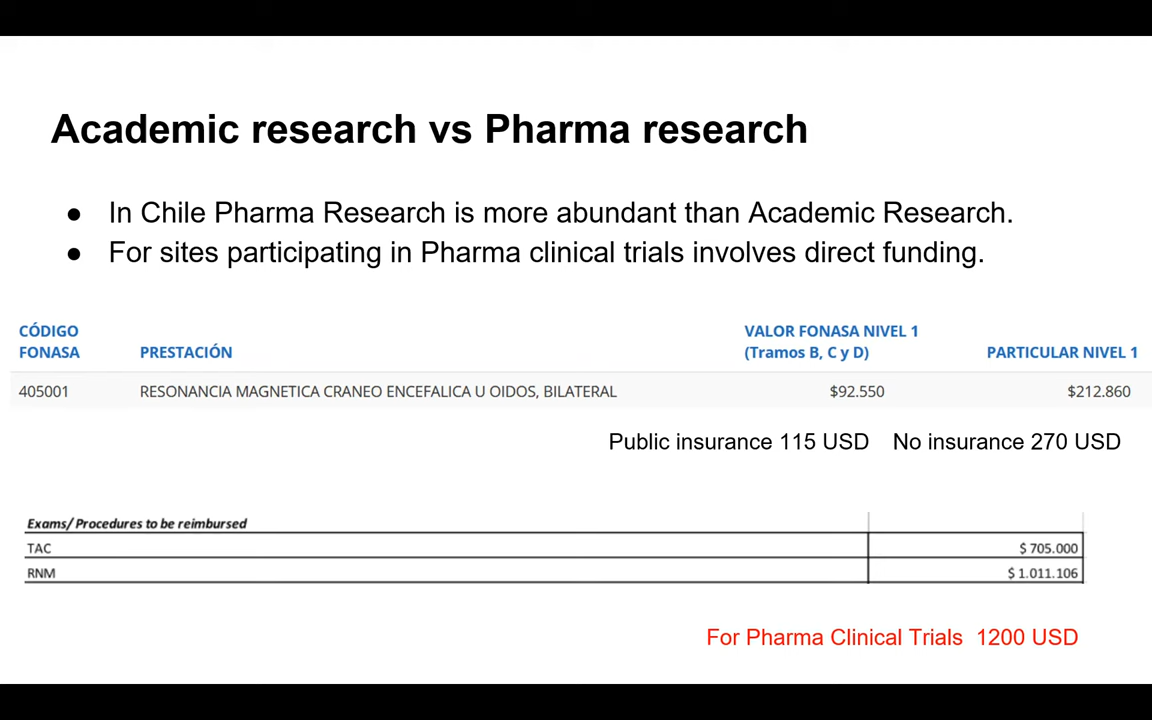 Academic research vs Pharma research
● In Chile Pharma Research is more abundant than Academic Research.
● For sites participating in Pharma clinical trials involves direct funding.
CÓDIGO
FONASA
PRESTACIÓN
VALOR FONASA NIVEL 1
(Tramos B, C y D)
PARTICULAR NIVEL 1
405001 RESONANCIA MAGNETICA CRANEO ENCEFALICA U OIDOS, BILATERAL $92.550 $212.860
Public insurance 115 USD No insurance 270 USD
Exams/ Procedures to be reimbursed
TAC $ 705.000
RNM $ 1.011.106
For Pharma Clinical Trials 1200 USD